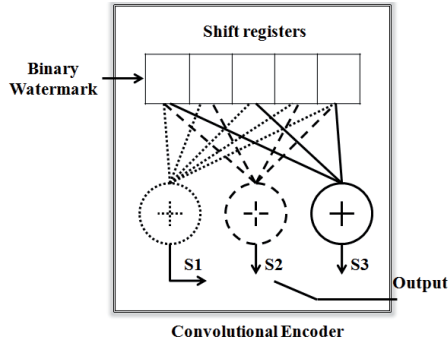 Shift registers
Binary
Watermark
S1
S2
S3
Output
Convolutional Encoder